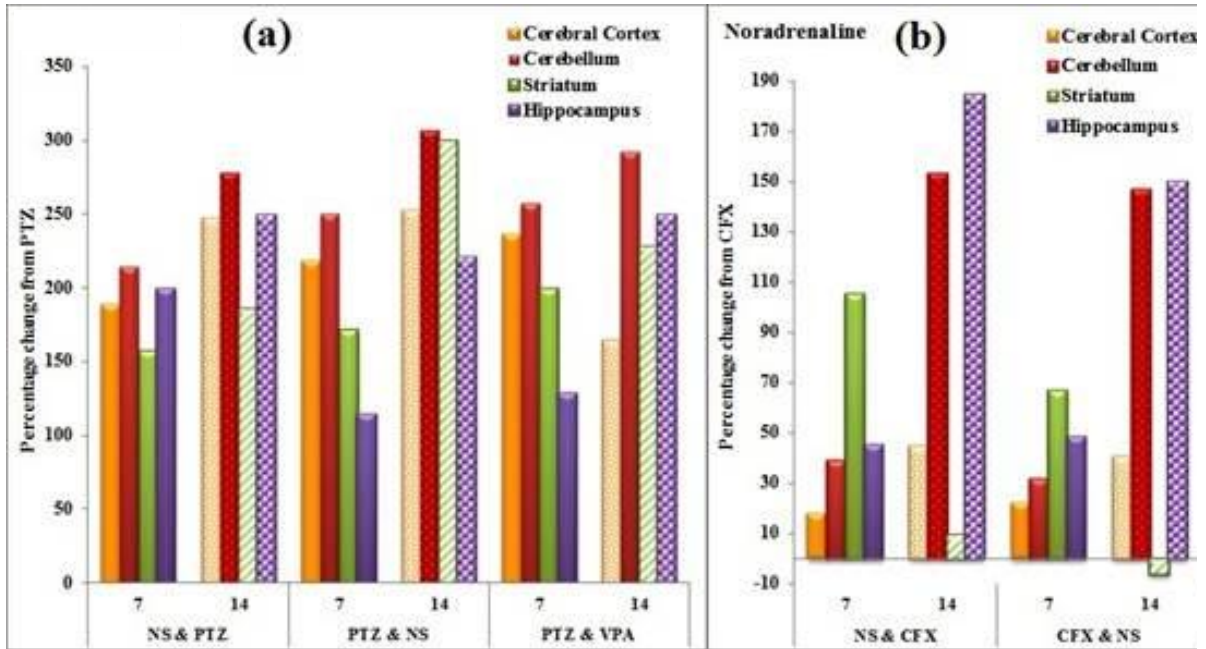 (a)
Cerebral Cortex
Cerebellum
Striatum
Hippocampus
Percentage change from PTZ
350
300
250
200
150
100
50
0
7 14 7 14 7 14
NS & PTZ PTZ & NS PTZ & VPA
Noradrenaline (b)
Cerebral Cortex
Cerebellum
Striatum
Hippocampus
Percentage change from CFX
190
170
150
130
110
90
70
50
30
10
-10
7 14 7 14
NS & CFX CFX & NS